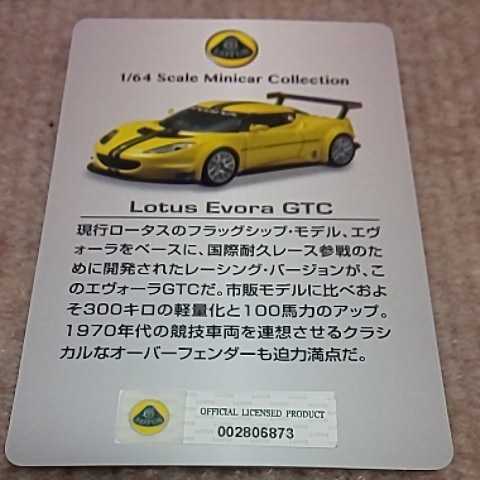 LOTUS
1/64 Scale Minicar Collection
Lotus Evora GTC
現行ロータスのフラッグシップ・モデル、エヴ
ォーラをベースに、国際耐久レース参戦のた
めに開発されたレーシング・バージョンが、こ
のエヴォーラGTCだ。市販モデルに比べおよ
そ300キロの軽量化と100馬力のアップ。
1970年代の競技車両を連想させるクラシ
カルなオーバーフェンダーも迫力満点だ。
LOTUS
OFFICIAL LICENSED PRODUCT
002806873